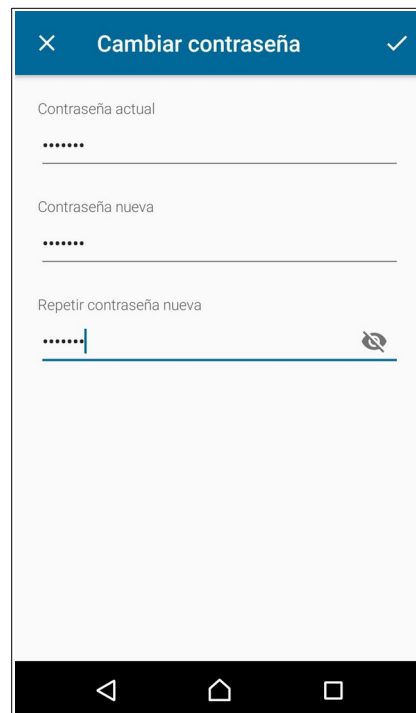 Cambiar contraseña
Contraseña actual
•••••••
Contraseña nueva
•••••••
Repetir contraseña nueva
•••••••